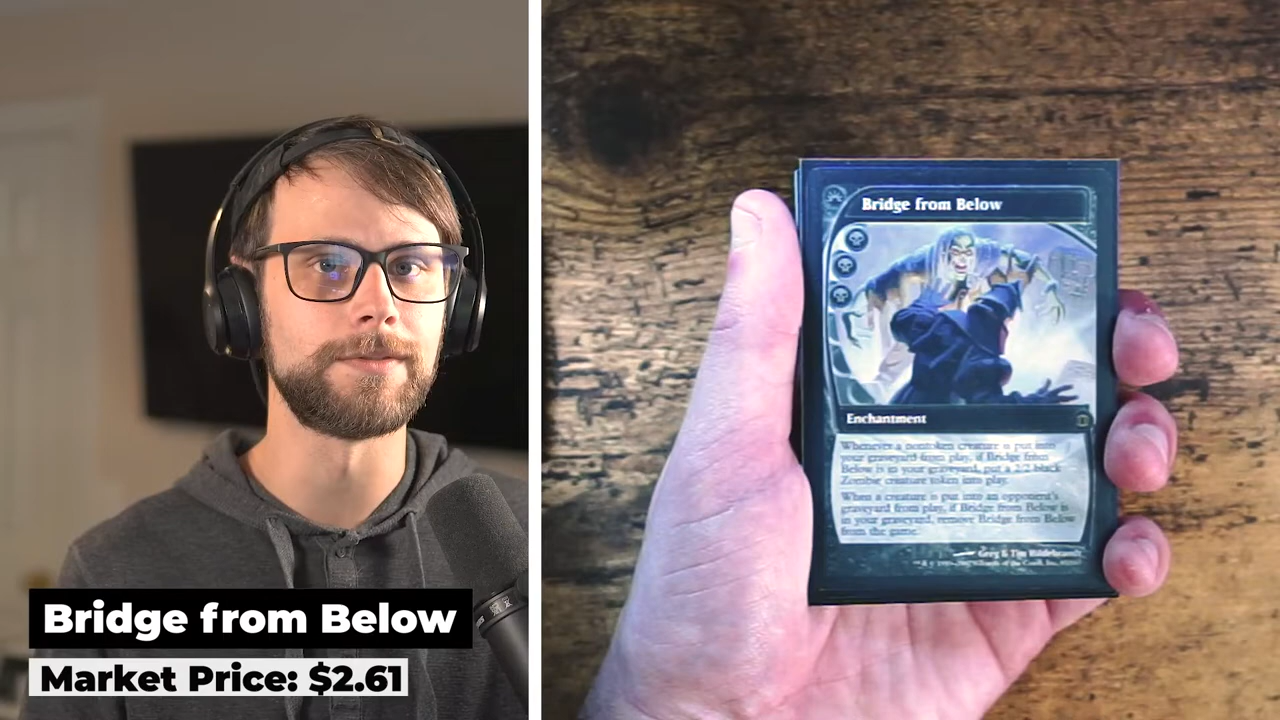 Bridge from Below
Market Price: $2.61
Bridge from Below
Enchantment
Whenever a nontoken creature is put into
your graveyard from play, if Bridge from
Below is in your graveyard, put a 2/2 black
Zombie creature token into play.
When a creature is put into an opponent's
graveyard from play, if Bridge from Below is
in your graveyard, remove Bridge from Below
from the game.
Greg & Tim Hildebrandt